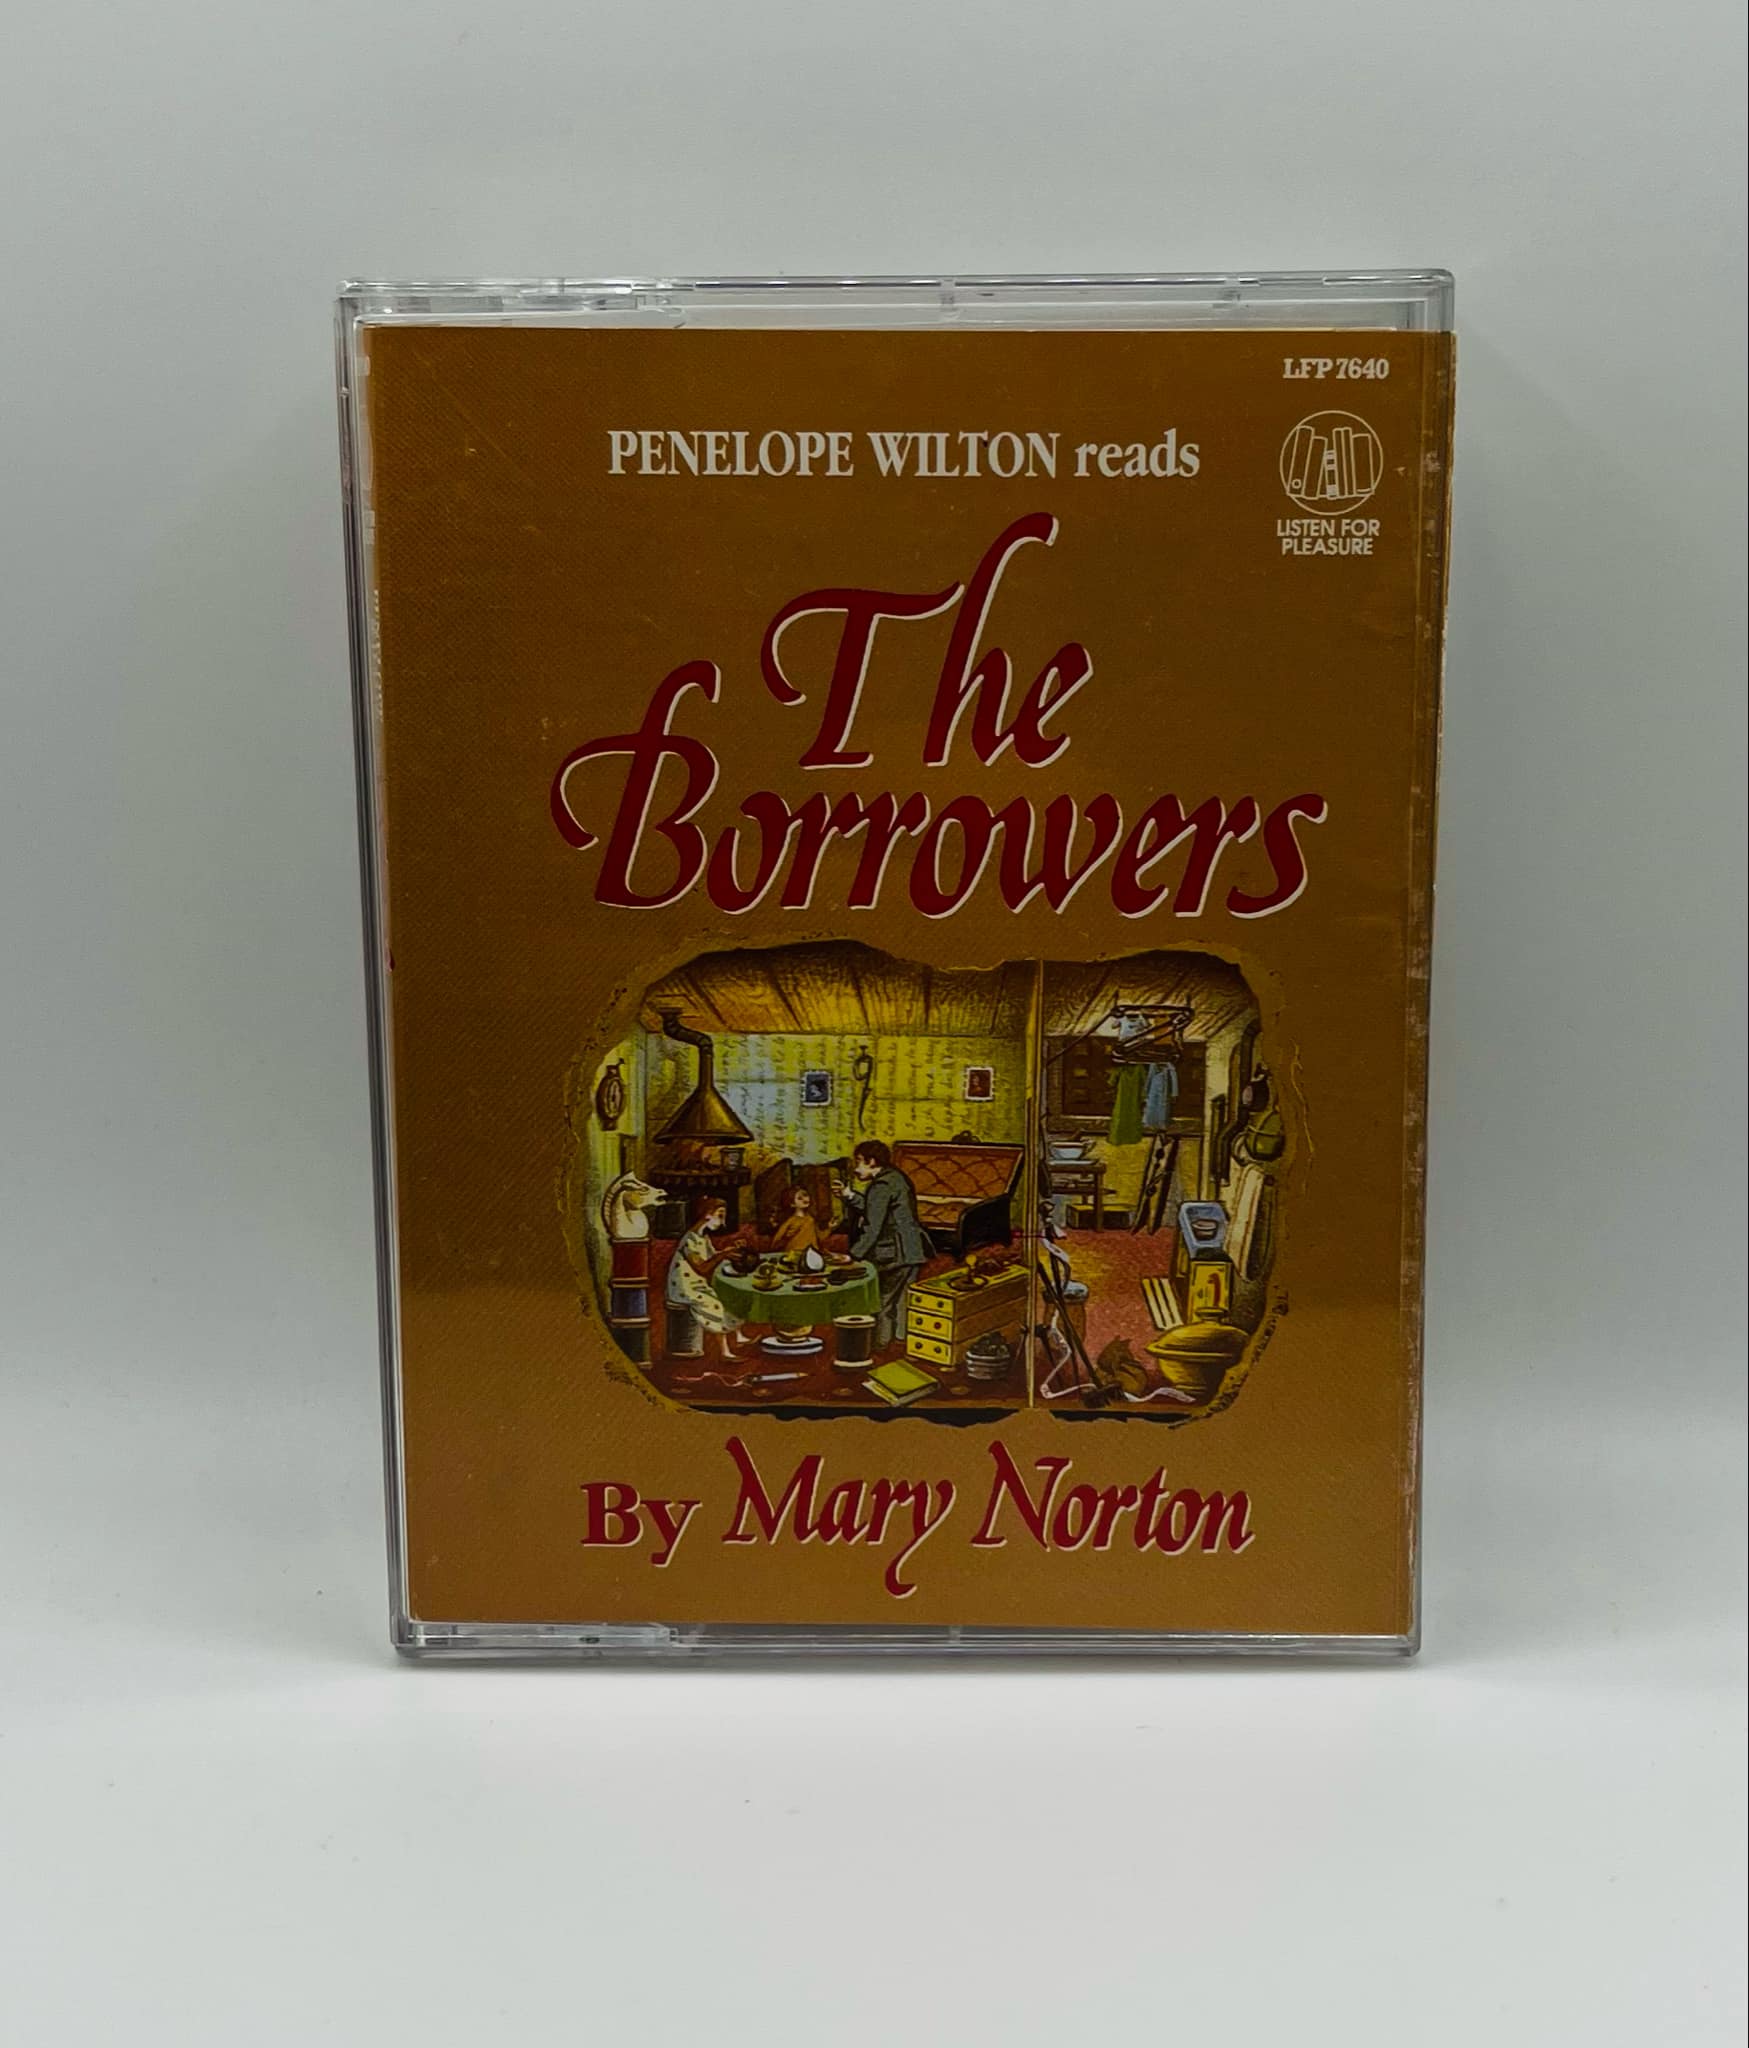 LFP 7640
PENELOPE WILTON reads
LISTEN FOR
PLEASURE
The
Borrowers
By Mary Norton